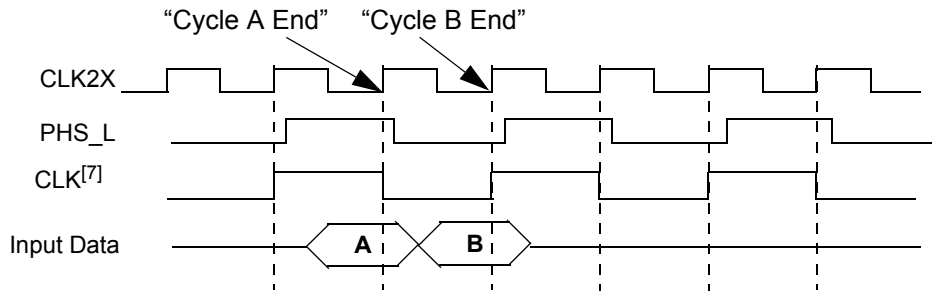 “Cycle A End” “Cycle B End”
CLK2X
PHS_L
CLK[7]
Input Data A B